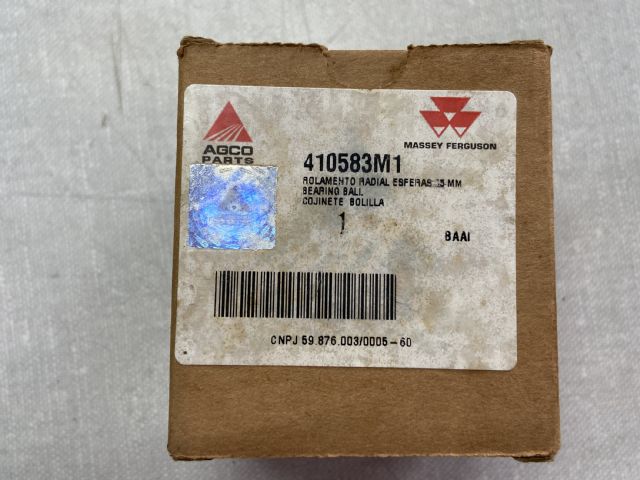 AGCO
PARTS
MASSEY FERGUSON
410583M1
ROLAMENTO RADIAL ESFERAS MM
BEARING BALL
COJINETE BOLILLA
1
BAAI
CNPJ 59.876.003/0005-60